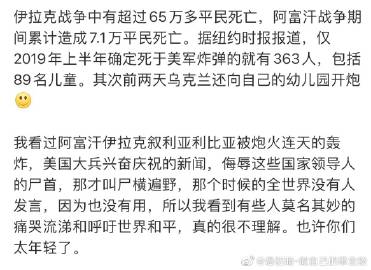 伊拉克战争中有超过65万多平民死亡，阿富汗战争期
间累计造成7.1万平民死亡。据纽约时报报道，仅
2019年上半年确定死于美军炸弹的就有363人，包括
89名儿童。其次前两天乌克兰还向自己的幼儿园开炮
🙂
我看过阿富汗伊拉克叙利亚利比亚被炮火连天的轰
炸，美国大兵兴奋庆祝的新闻，侮辱这些国家领导人
的尸首，那才叫尸横遍野，那个时候的全世界没有人
发言，因为也没有用，所以我看到有些人莫名其妙的
痛哭流涕和呼吁世界和平，真的很不理解。也许你们
太年轻了。